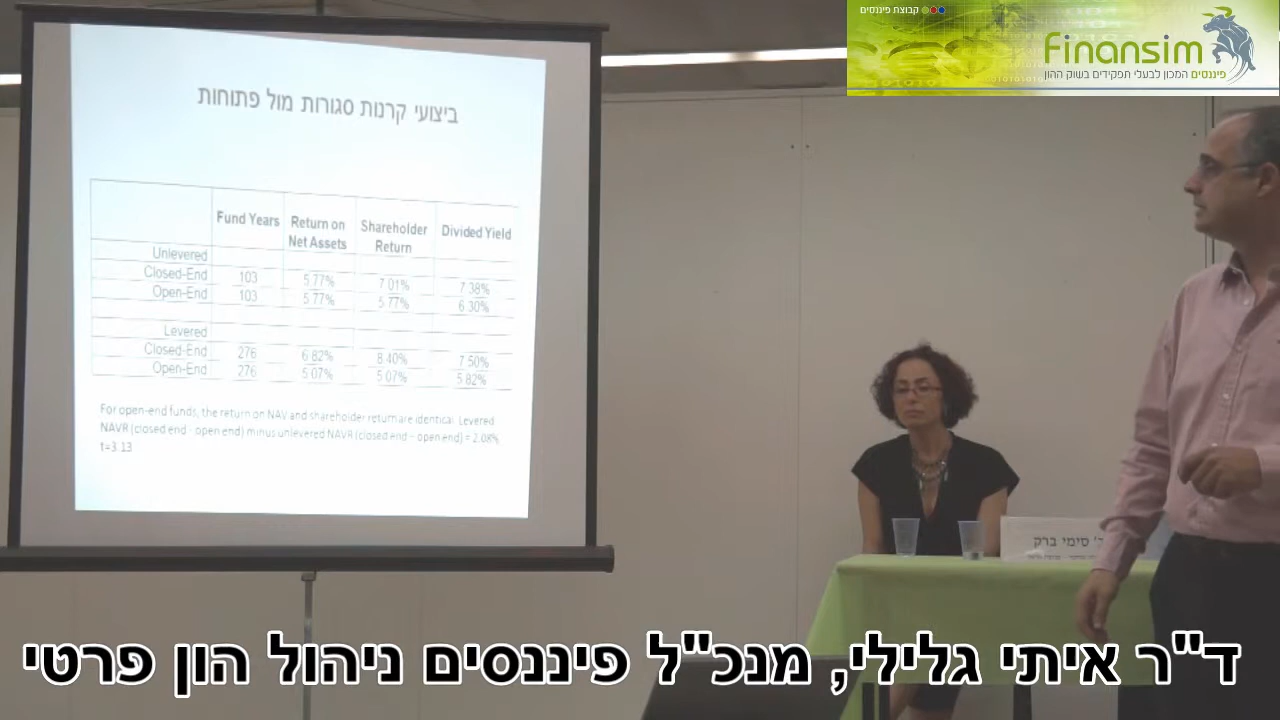 קבוצת פיננסים
Finansim
פיננסים המכון לבעלי תפקידים בשוק ההון
ביצועי קרנות סגורות מול פתוחות
Fund Years Return on Net Assets Shareholder Return Divided Yield
Unlevered
Closed-End 103 5.77% 7.01% 7.38%
Open-End 103 5.77% 5.77% 6.30%
Levered
Closed-End 276 6.82% 8.40% 7.50%
Open-End 276 5.07% 5.07% 5.82%
For open-end funds, the return on NAV and shareholder return are identical. Levered
NAVR (closed end - open end) minus unlevered NAVR (closed end - open end) = 2.08%
t=3.13
סימי ברק
ד"ר איתי גלילי, מנכ"ל פיננסים ניהול הון פרטי